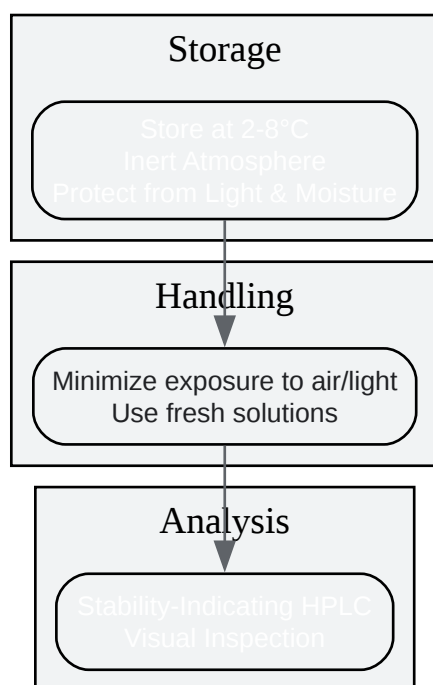 Storage
Store at 2-8°C
Inert Atmosphere
Protect from Light & Moisture
Handling
Minimize exposure to air/light
Use fresh solutions
Analysis
Stability-Indicating HPLC
Visual Inspection